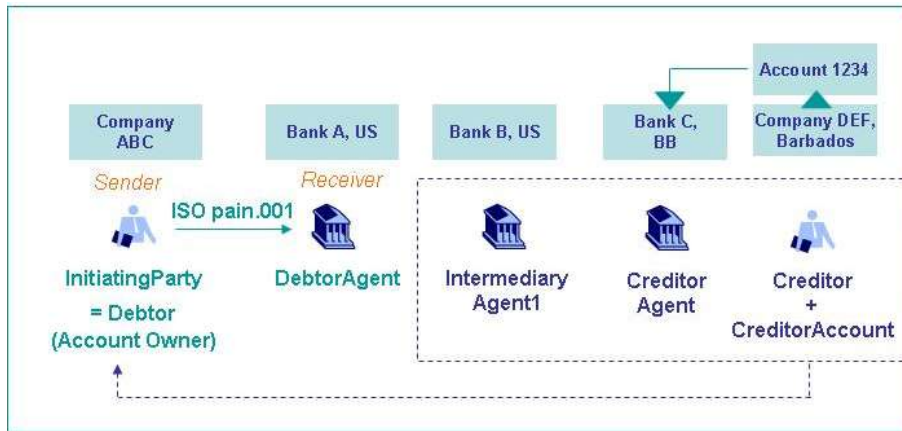 Account 1234
Company
ABC
Bank A, US
Bank B, US
Bank C,
BB
Company DEF,
Barbados
Sender
Receiver
ISO pain.001
InitiatingParty
= Debtor
(Account Owner)
DebtorAgent
Intermediary
Agent1
Creditor
Agent
Creditor
+
CreditorAccount